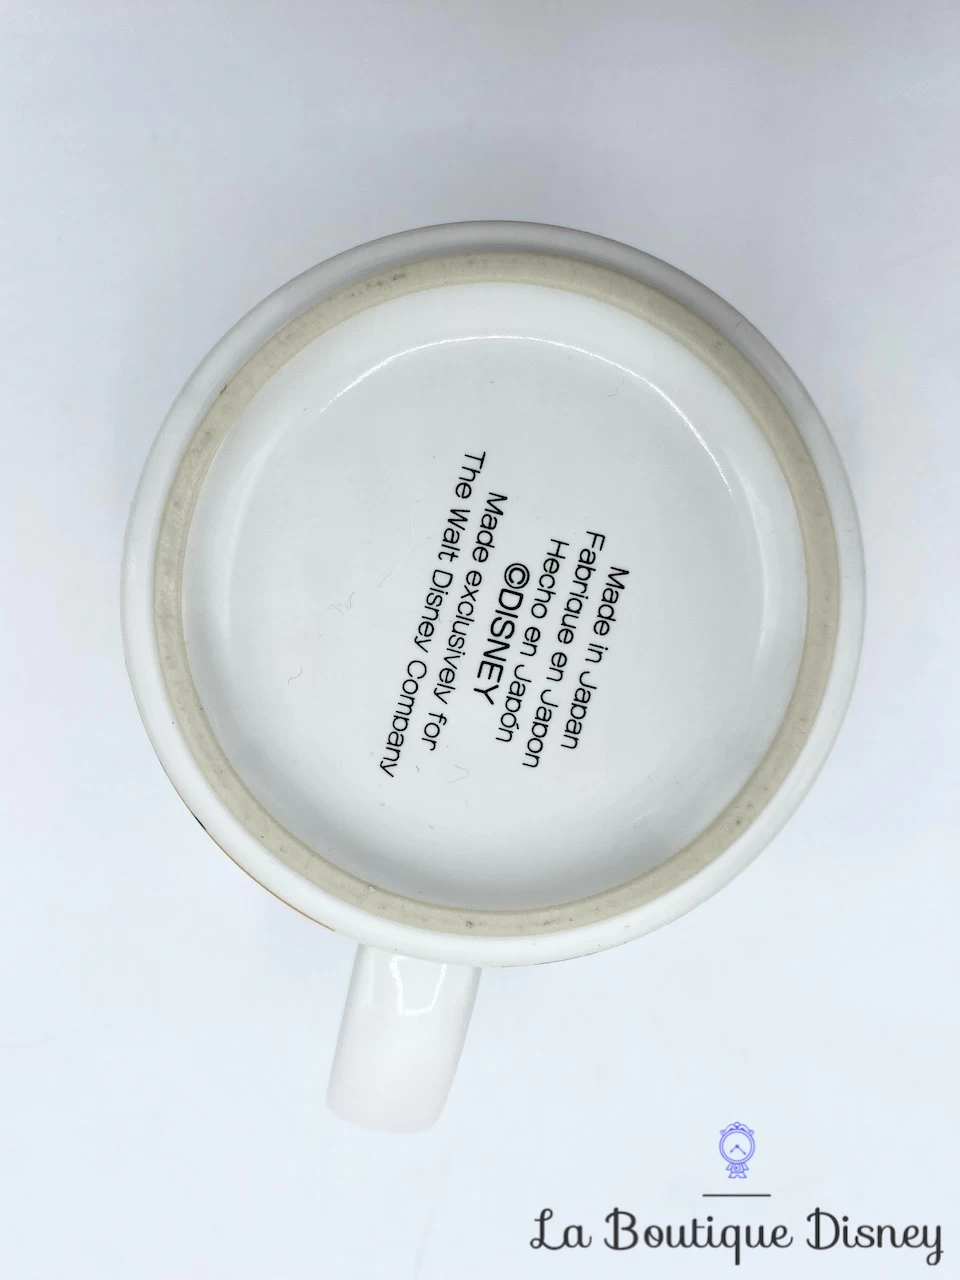 Made in Japan
Fabrique en Japon
Hecho en Japón
©DISNEY
Made exclusively for
The Walt Disney Company
La Boutique Disney